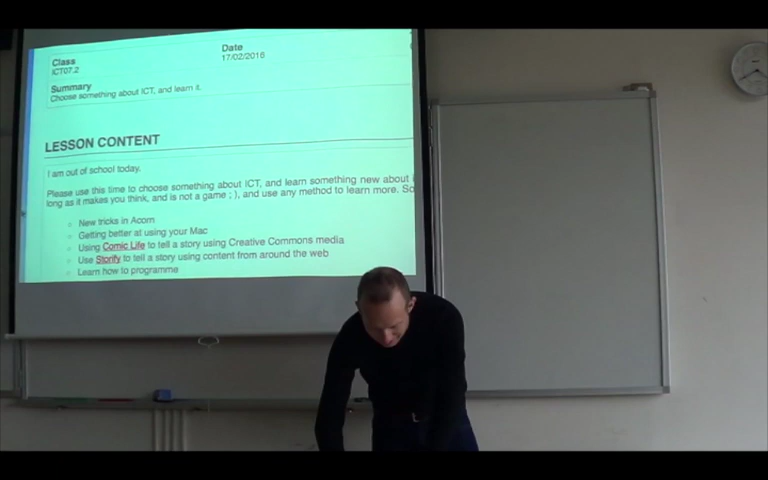 Class
ICT07.2
Date
17/02/2016
Summary
Choose something about ICT, and learn it.
LESSON CONTENT
I am out of school today.
Please use this time to choose something about ICT, and learn something new about
long as it makes you think, and is not a game ; ), and use any method to learn more. So
New tricks in Acorn
Getting better at using your Mac
Using Comic Life to tell a story using Creative Commons media
Use Storify to tell a story using content from around the web
Learn how to programme